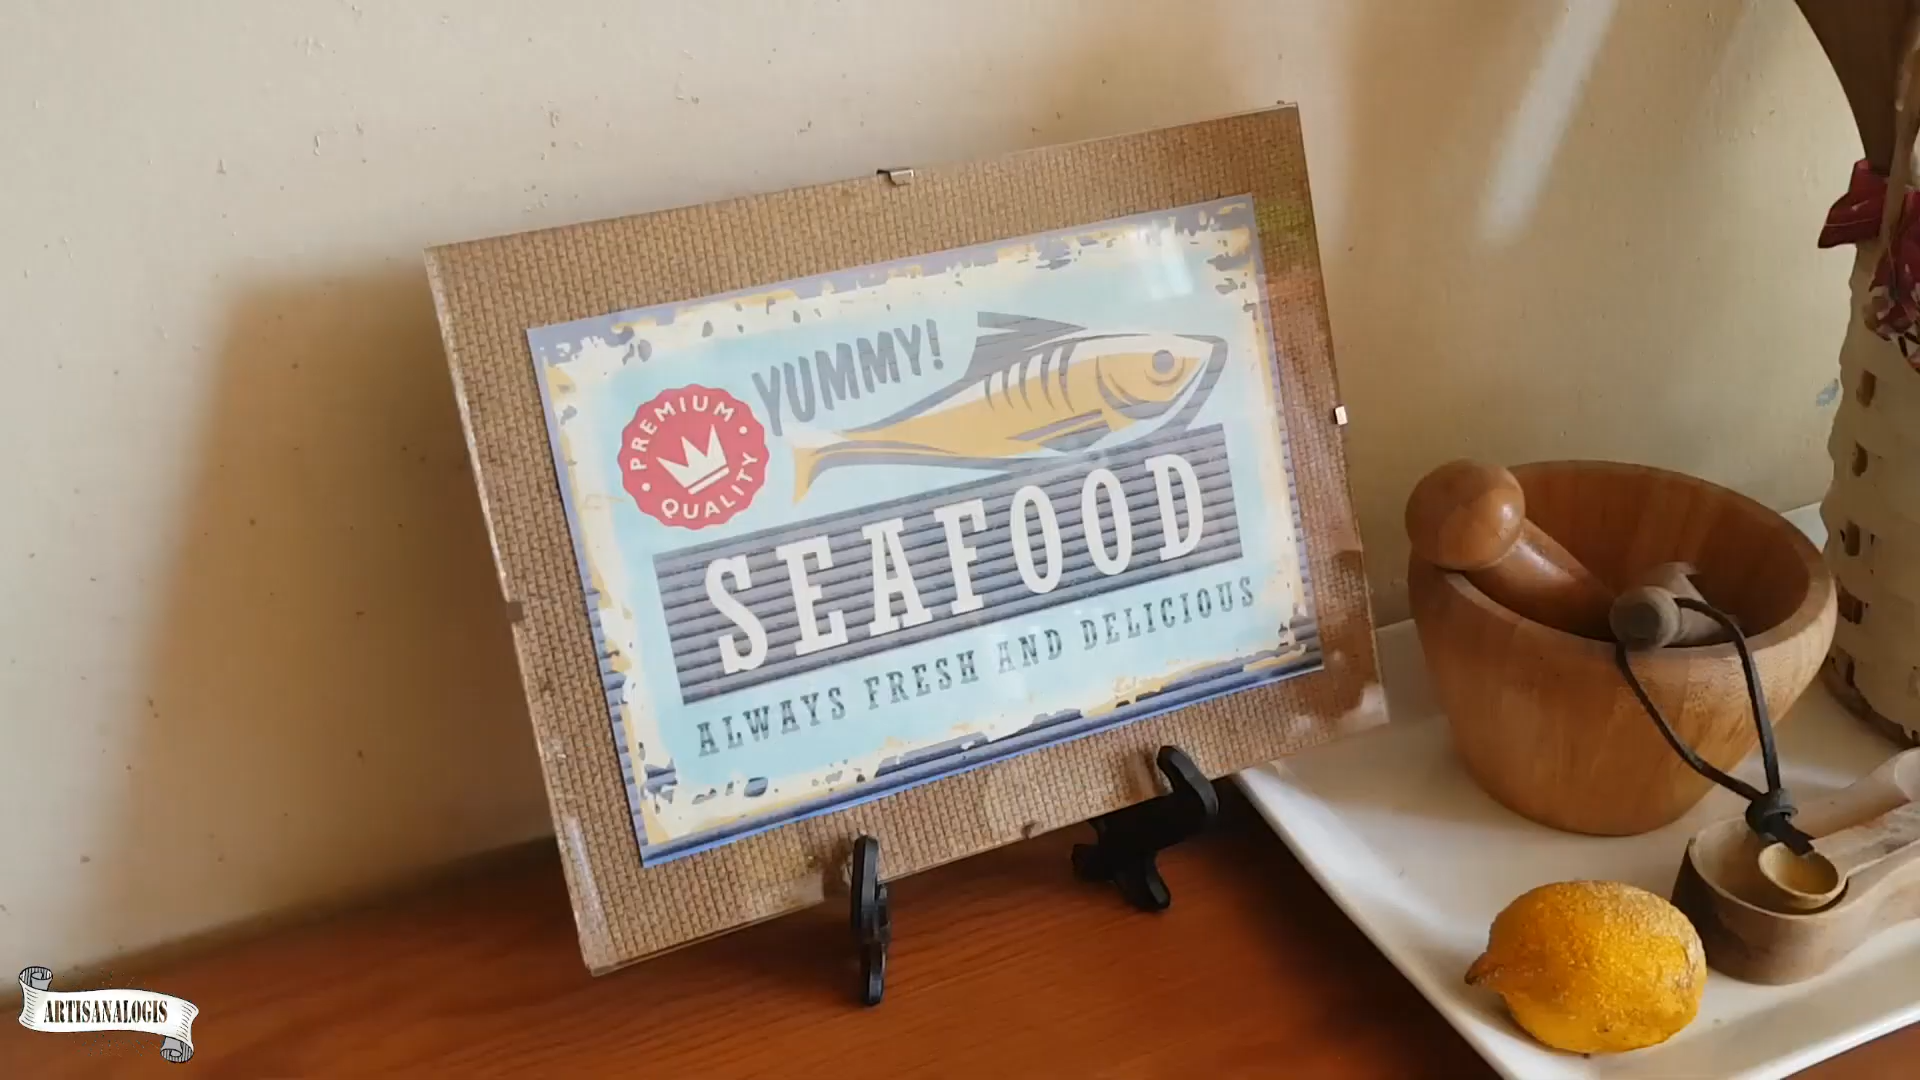 YUMMY!
PREMIUM
QUALITY
SEAFOOD
ALWAYS FRESH AND DELICIOUS
ARTISANALOGIS